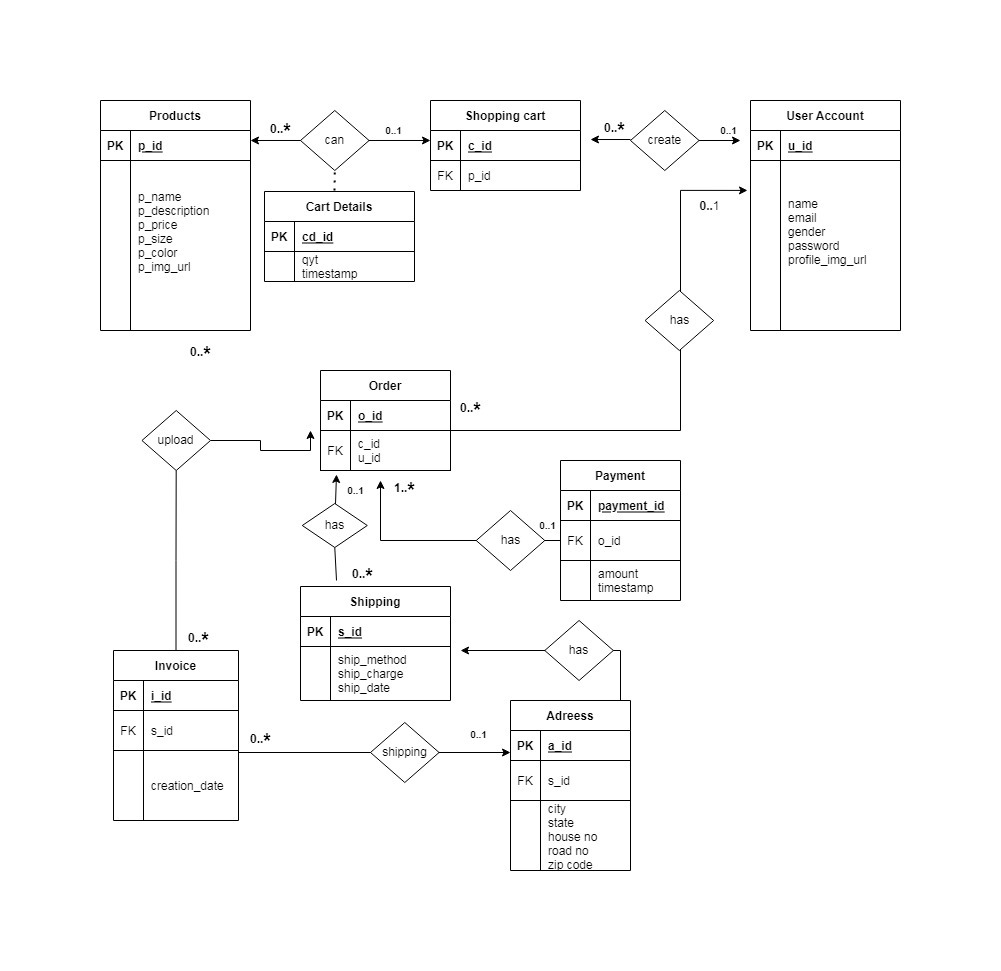 Products
PK p_id
p_name
p_description
p_price
p_size
p_color
p_img_url
0..*
can
0..1
Shopping cart
PK c_id
FK p_id
0..*
create
0..1
User Account
PK u_id
name
email
gender
password
profile_img_url
Cart Details
PK cd_id
qyt
timestamp
0..1
has
0..*
0..*
Order
PK o_id
FK c_id
u_id
upload
0..1
1..*
has
0..*
has
0..1
Payment
PK payment_id
FK o_id
amount
timestamp
Shipping
PK s_id
ship_method
ship_charge
ship_date
has
0..*
Invoice
PK i_id
FK s_id
creation_date
0..*
shipping
0..1
Adreess
PK a_id
FK s_id
city
state
house no
road no
zip code